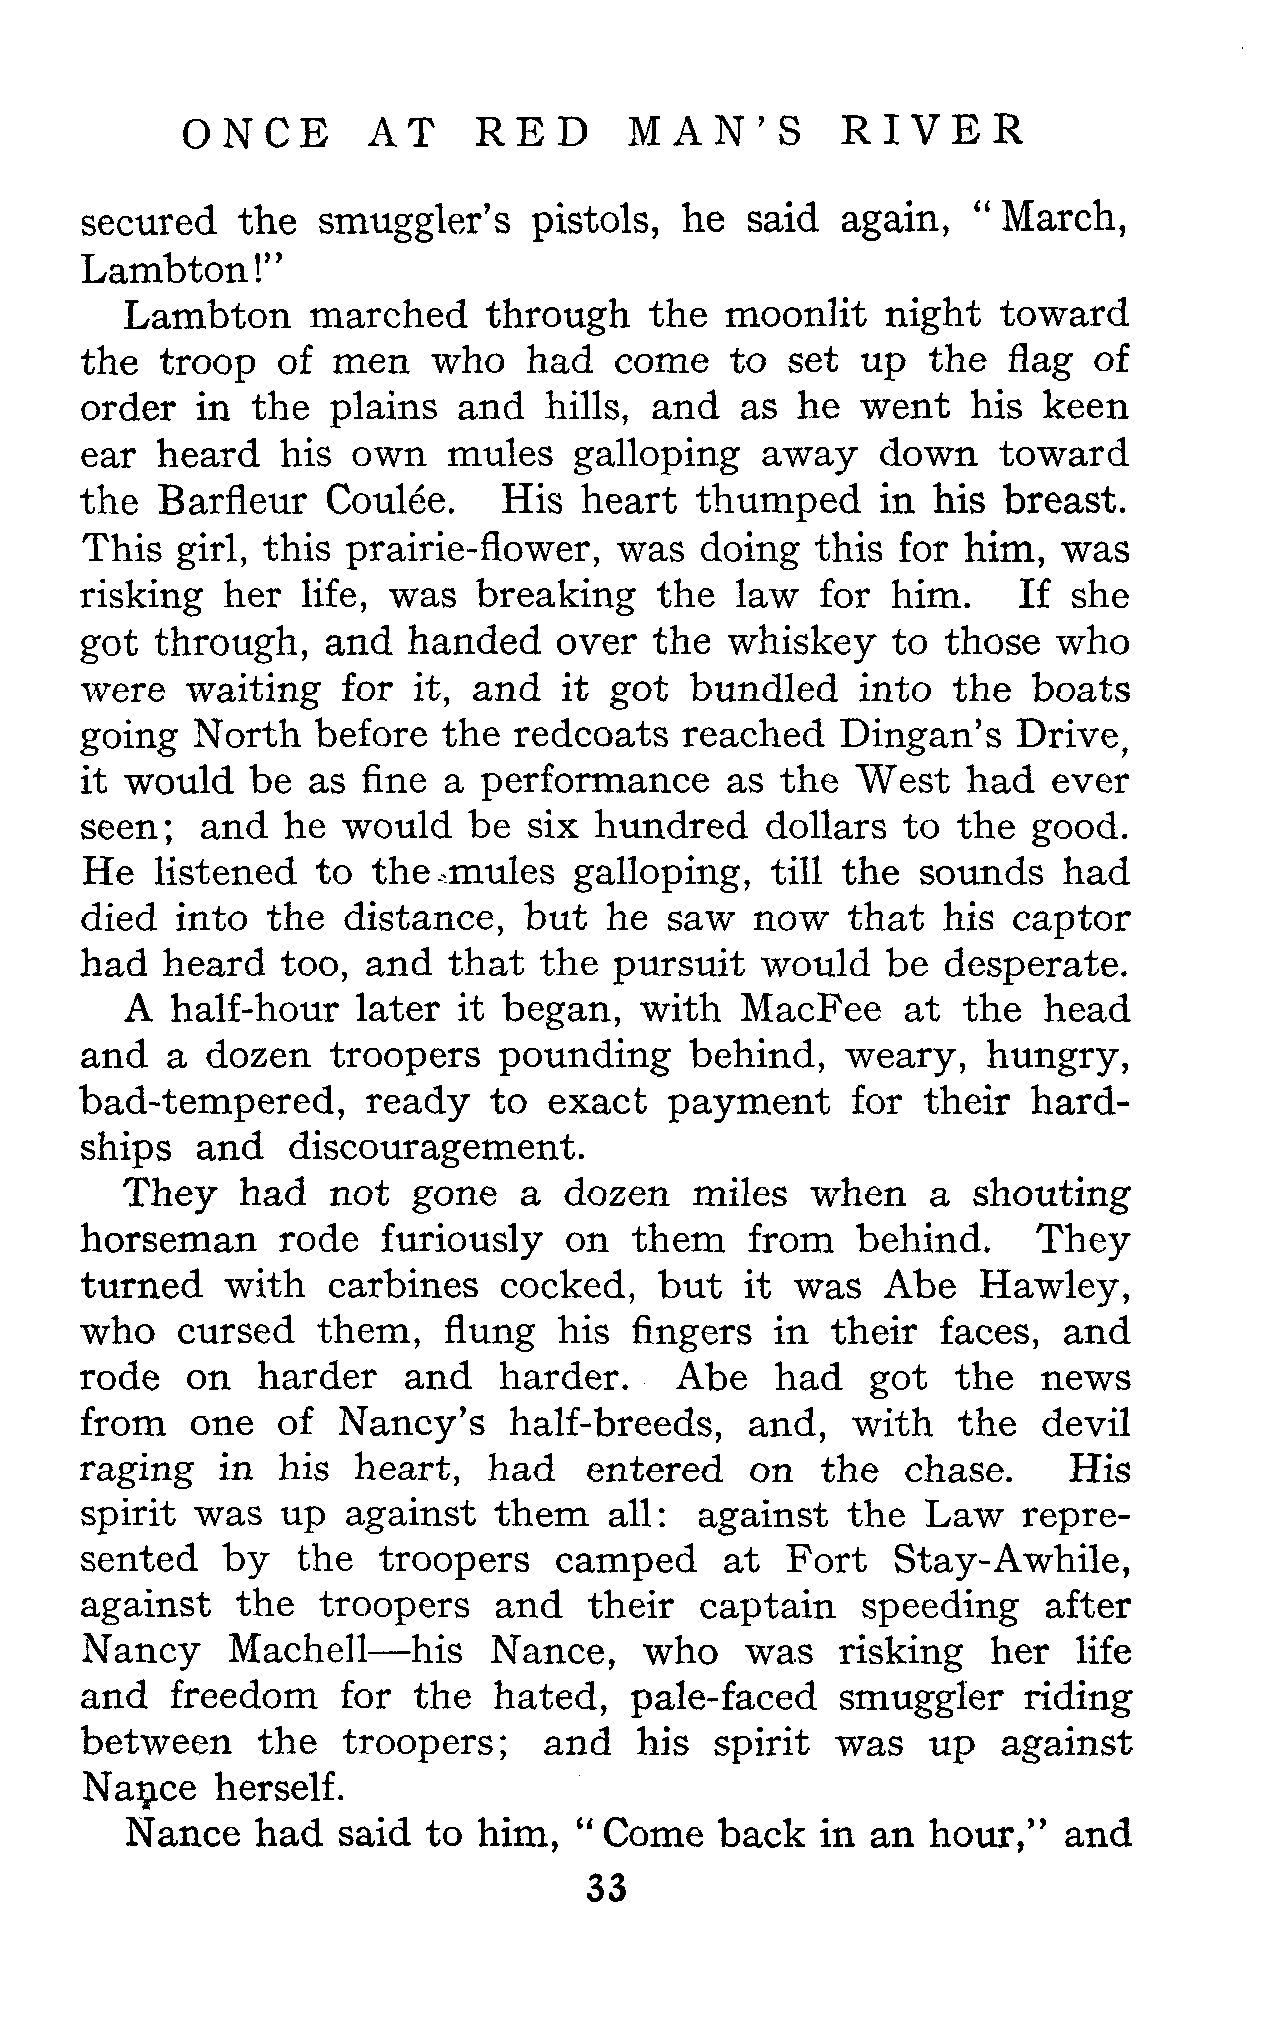 ONCE AT RED MAN'S RIVER
secured the smuggler's pistols, he said again, "March,
Lambton!"
Lambton marched through the moonlit night toward
the troop of men who had come to set up the flag of
order in the plains and hills, and as he went his keen
ear heard his own mules galloping away down toward
the Barfleur Coulée. His heart thumped in his breast.
This girl, this prairie-flower, was doing this for him, was
risking her life, was breaking the law for him. If she
got through, and handed over the whiskey to those who
were waiting for it, and it got bundled into the boats
going North before the redcoats reached Dingan's Drive,
it would be as fine a performance as the West had ever
seen; and he would be six hundred dollars to the good.
He listened to the mules galloping, till the sounds had
died into the distance, but he saw now that his captor
had heard too, and that the pursuit would be desperate.
A half-hour later it began, with MacFee at the head
and a dozen troopers pounding behind, weary, hungry,
bad-tempered, ready to exact payment for their hard-
ships and discouragement.
They had not gone a dozen miles when a shouting
horseman rode furiously on them from behind. They
turned with carbines cocked, but it was Abe Hawley,
who cursed them, flung his fingers in their faces, and
rode on harder and harder. Abe had got the news
from one of Nancy's half-breeds, and, with the devil
raging in his heart, had entered on the chase. His
spirit was up against them all: against the Law repre-
sented by the troopers camped at Fort Stay-Awhile,
against the troopers and their captain speeding after
Nancy Machell—his Nance, who was risking her life
and freedom for the hated, pale-faced smuggler riding
between the troopers; and his spirit was up against
Nance herself.
Nance had said to him, "Come back in an hour," and
33